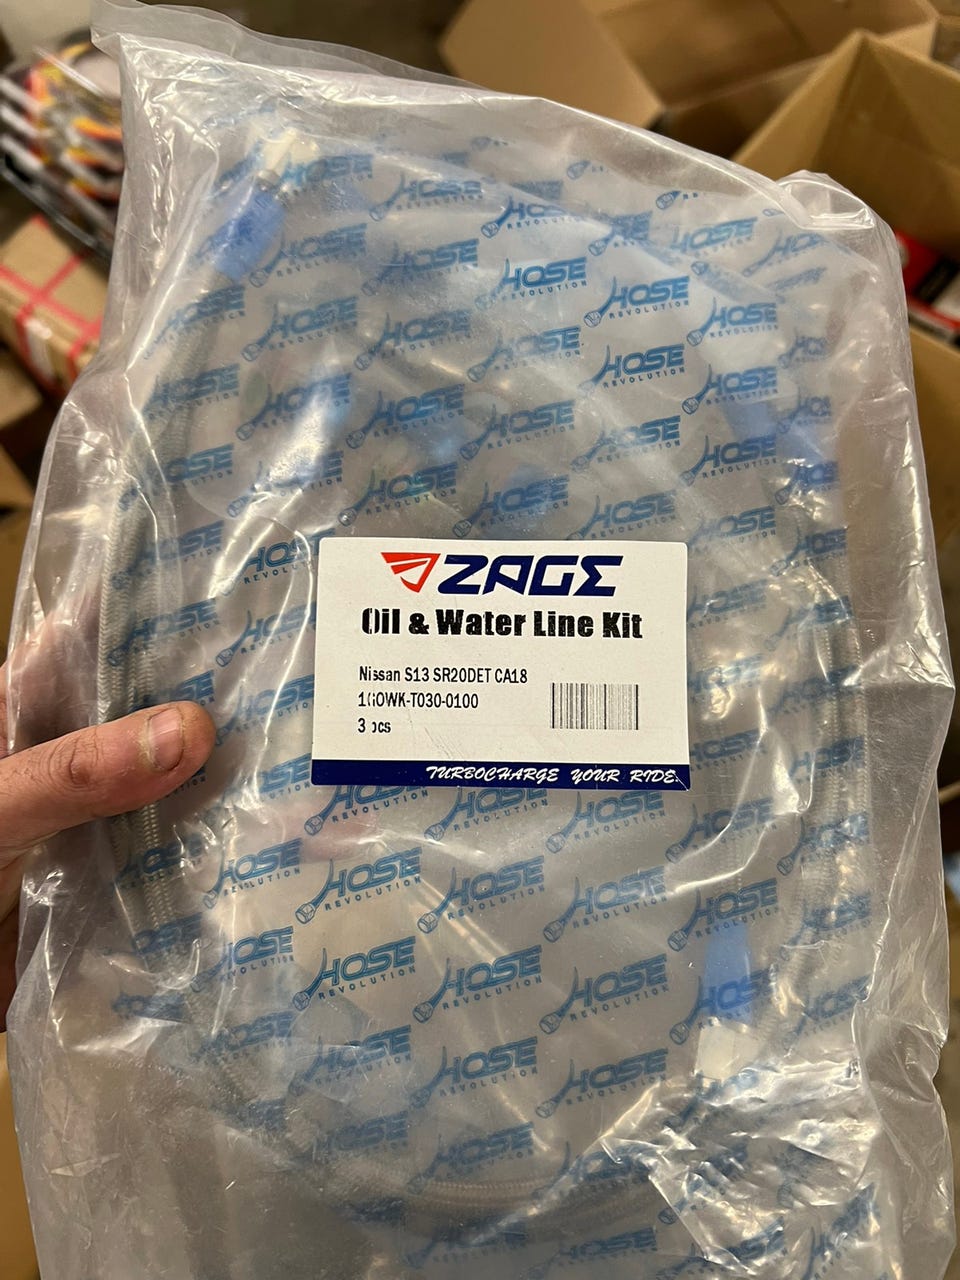 ZAGE
Oil & Water Line Kit
Nissan S13 SR20DET CA18
3 pcs
TURBOCHARGE YOUR RIDE.
HOSE
REVOLUTION